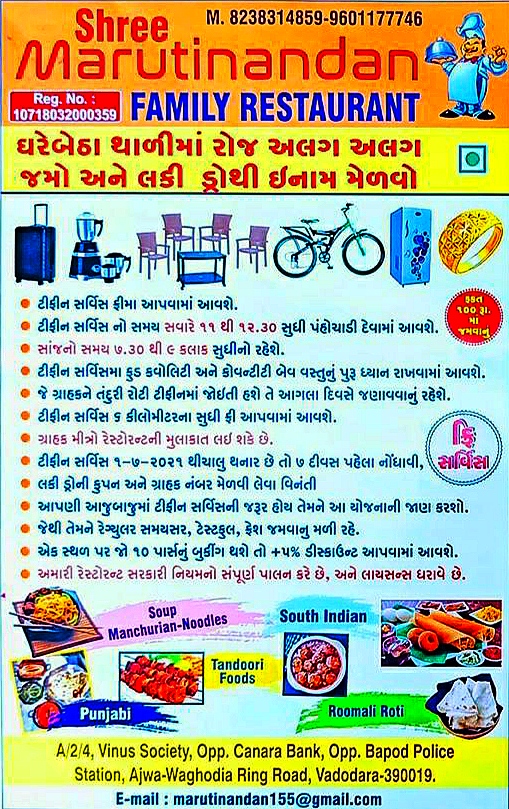 Shree
M. 8238314859-9601177746
Marutinandan
Reg. No. :
10718032000359
FAMILY RESTAURANT
ઘરેબેઠા થાળીમાં રોજ અલગ અલગ
જમો અને લકી ડ્રોથી ઇનામ મેળવો
ટીફીન સર્વિસ ફ્રીમા આપવામાં આવશે.
ટીફીન સર્વિસ નો સમય સવારે ૧૧ થી ૧૨.૩૦ સુધી પંહોચાડી દેવામાં આવશે.
સાંજનો સમય ૭.૩૦ થી ૯ કલાક સુધીનો રહેશે.
ફકત
૧૦૦ રૂા.
માં
જમવાનું
ટીફીન સર્વિસમા ફુડ કવોલિટી અને કોવન્ટીટી બેવ વસ્તુનું પુરૂ ધ્યાન રાખવામાં આવશે.
જે ગ્રાહકને તંદુરી રોટી ટીફીનમાં જોઇતી હશે તે આગલા દિવસે જણાવવાનું રહેશે.
ટીફીન સર્વિસ ૬ કીલોમીટરના સુધી ફ્રી આપવામાં આવશે.
ગ્રાહક મીત્રો રેસ્ટોરન્ટની મુલાકાત લઇ શકે છે.
ટીફીન સર્વિસ ૧-૭-૨૦૨૧ થીચાલુ થનાર છે તો ૭ દીવસ પહેલા નોંધાવી,
લકી ડ્રોની કુપન અને ગ્રાહક નંબર મેળવી લેવા વિનંતી
ફ્રિ
સર્વિસ
આપણી આજુબાજુમાં ટીફીન સર્વિસની જરૂર હોય તેમને આ યોજનાની જાણ કરશો.
જેથી તેમને રેગ્યુલર સમયસર, ટેસ્ટફુલ, ફ્રેશ જમવાનુ મળી રહે.
એક સ્થળ પર જો ૧૦ પાર્સનુ બુકીંગ થશે તો +૫% ડીસ્કાઉન્ટ આપવામાં આવશે.
અમારી રેસ્ટોરન્ટ સરકારી નિયમનો સંપૂર્ણ પાલન કરે છે, અને લાયસન્સ ધરાવે છે.
Soup
Manchurian-Noodles
South Indian
Tandoori
Foods
Punjabi
Roomali Roti
A/2/4, Vinus Society, Opp. Canara Bank, Opp. Bapod Police
Station, Ajwa-Waghodia Ring Road, Vadodara-390019.
E-mail : marutinandan155@gmail.com